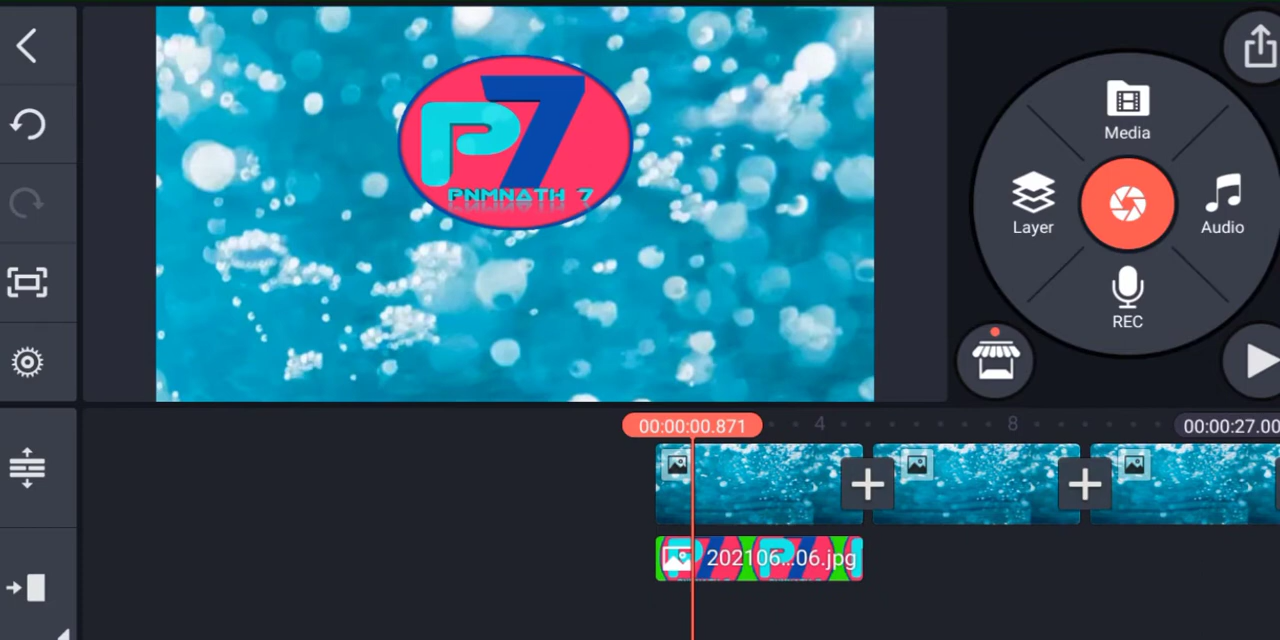 P7
PNMNATH 7
Media
Layer
Audio
REC
00:00:00.871
4
8
00:00:27.00
202106...06.jpg